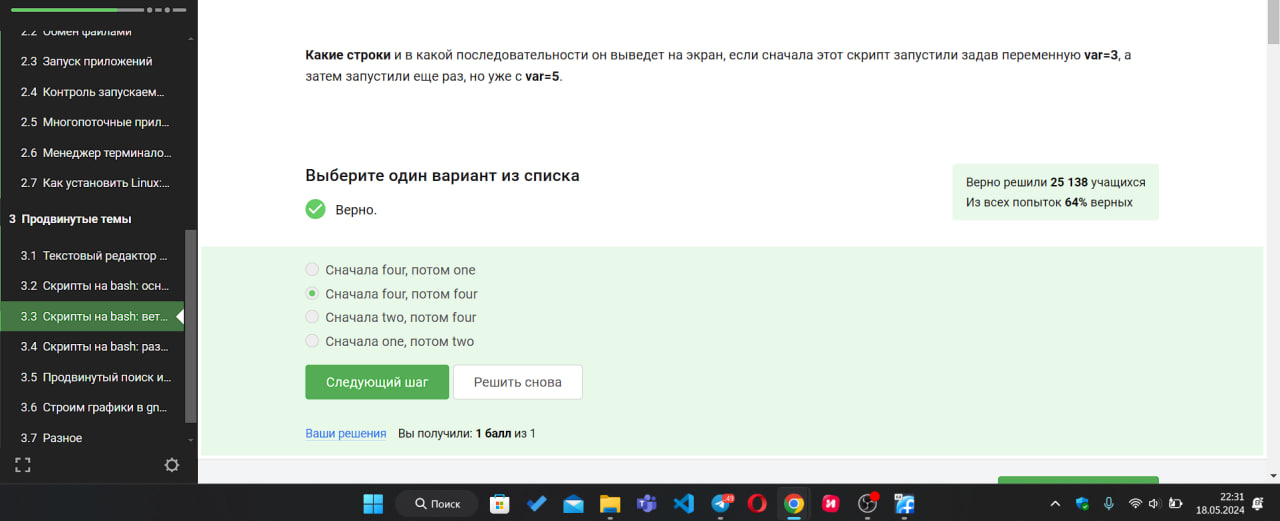 2.2 Обмен файлами
2.3 Запуск приложений
2.4 Контроль запускаем...
2.5 Многопоточные прил...
2.6 Менеджер терминало...
2.7 Как установить Linux:...
3 Продвинутые темы
3.1 Текстовый редактор ...
3.2 Скрипты на bash: осн...
3.3 Скрипты на bash: вет...
3.4 Скрипты на bash: раз...
3.5 Продвинутый поиск и...
3.6 Строим графики в gn...
3.7 Разное
Какие строки и в какой последовательности он выведет на экран, если сначала этот скрипт запустили задав переменную var=3, а
затем запустили еще раз, но уже с var=5.
Выберите один вариант из списка
Верно.
Верно решили 25 138 учащихся
Из всех попыток 64% верных
Сначала four, потом one
Сначала four, потом four
Сначала two, потом four
Сначала one, потом two
Следующий шаг
Решить снова
Ваши решения Вы получили: 1 балл из 1
Поиск
49
22:31
18.05.2024